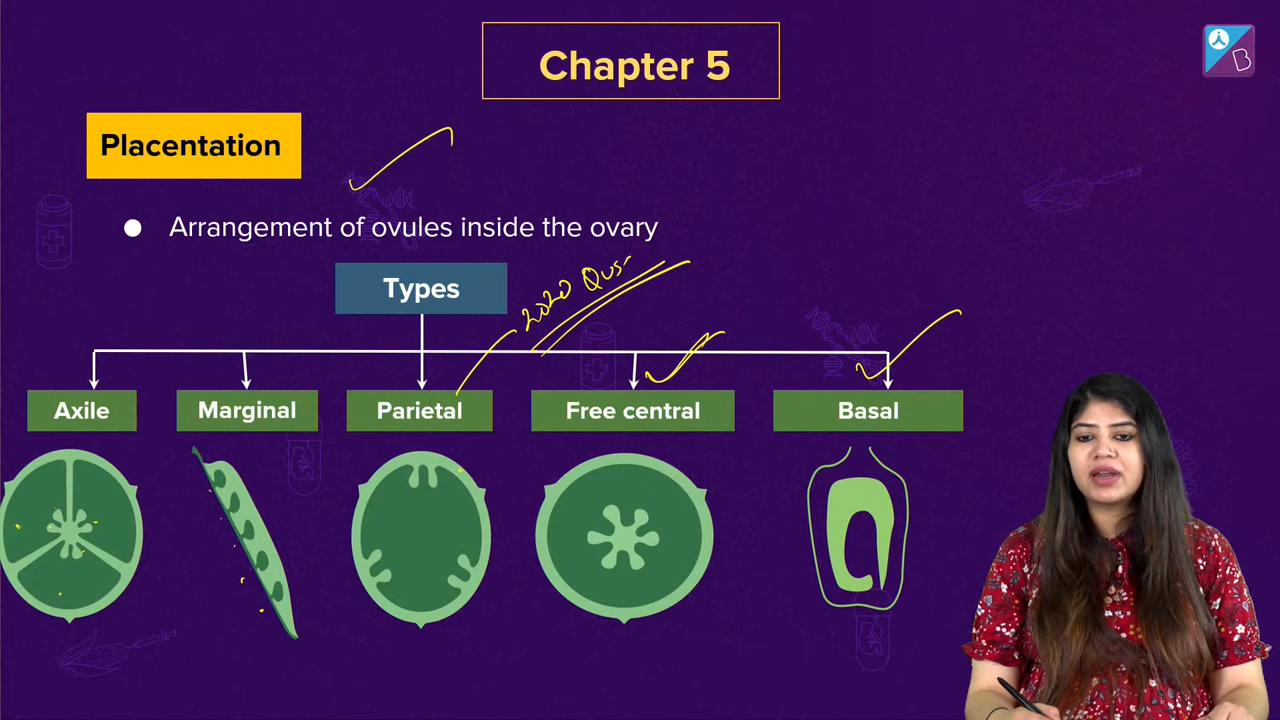 Chapter 5
B
Placentation
● Arrangement of ovules inside the ovary
Types
2020 Qus-
Axile
Marginal
Parietal
Free central
Basal